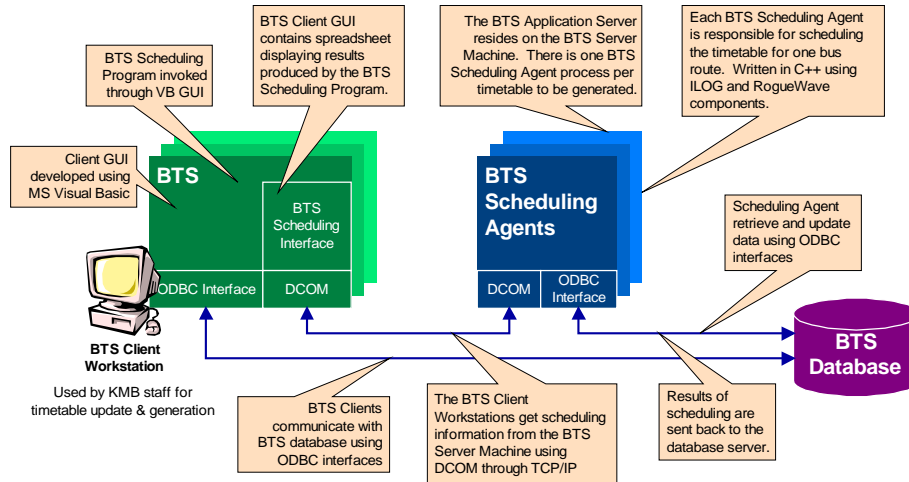 BTS Scheduling
Program invoked
through VB GUI
BTS Client GUI
contains spreadsheet
displaying results
produced by the BTS
Scheduling Program.
The BTS Application Server
resides on the BTS Server
Machine. There is one BTS
Scheduling Agent process per
timetable to be generated.
Each BTS Scheduling Agent
is responsible for scheduling
the timetable for one bus
route. Written in C++ using
ILOG and RogueWave
components.
Client GUI
developed using
MS Visual Basic
BTS
BTS
Scheduling
Interface
ODBC Interface
DCOM
BTS
Scheduling
Agents
DCOM
ODBC
Interface
Scheduling Agent
retrieve and update
data using ODBC
interfaces
BTS Client
Workstation
Used by KMB staff for
timetable update & generation
BTS
Database
BTS Clients
communicate with
BTS database using
ODBC interfaces
The BTS Client
Workstations get scheduling
information from the BTS
Server Machine using
DCOM through TCP/IP
Results of
scheduling are
sent back to the
database server.